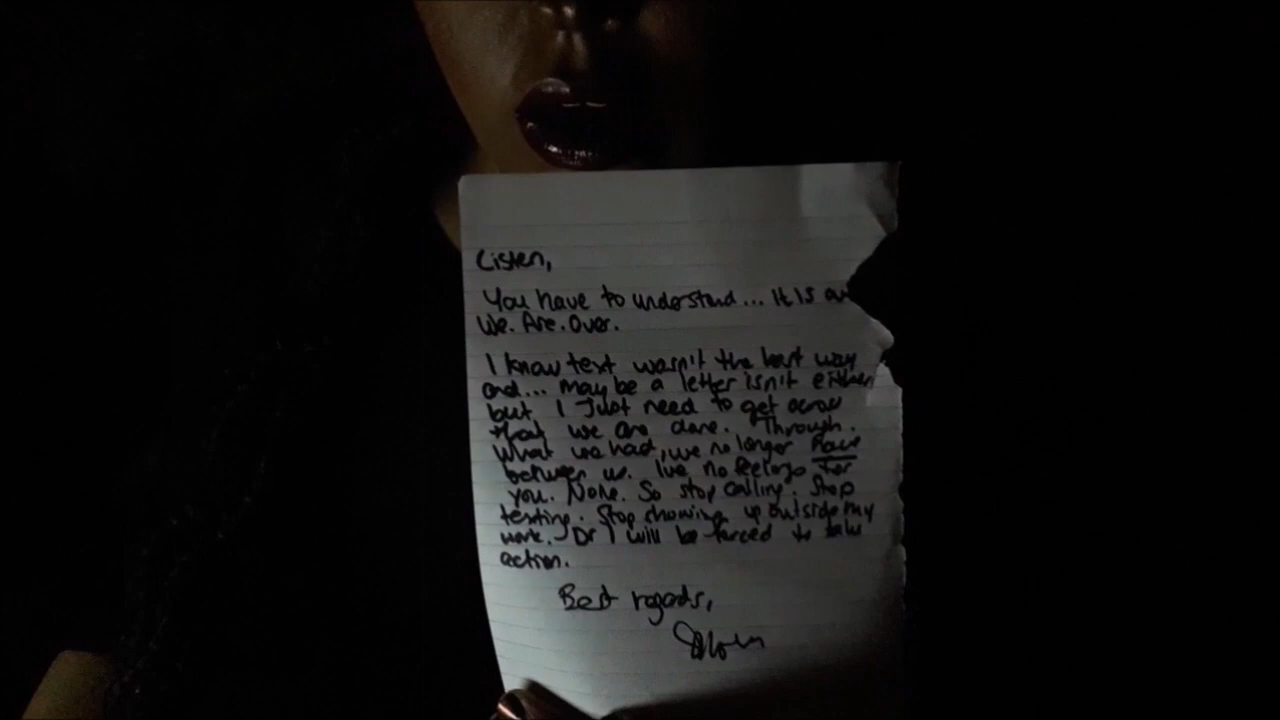 Listen,
You have to understand... It Is ov
We. Are. Over.
I know text wasn't the best way
and... maybe a letter isn't either
but I Just need to get across
that we are done. Through.
What we had, we no longer have
between us. Ive no feelings for
you. None. So stop calling. Stop
texting. Stop showing up outside my
work. Or I will be forced to take
action.
Best regards,